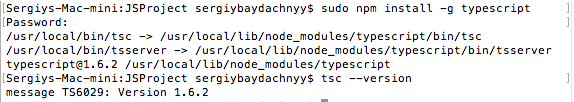 [Sergiys-Mac-mini:JSProject sergiybaydachnyy$ sudo npm install -g typescript ]
[Password: ]
/usr/local/bin/tsc -> /usr/local/lib/node_modules/typescript/bin/tsc
/usr/local/bin/tsserver -> /usr/local/lib/node_modules/typescript/bin/tsserver
typescript@1.6.2 /usr/local/lib/node_modules/typescript
[Sergiys-Mac-mini:JSProject sergiybaydachnyy$ tsc --version ]
message TS6029: Version 1.6.2